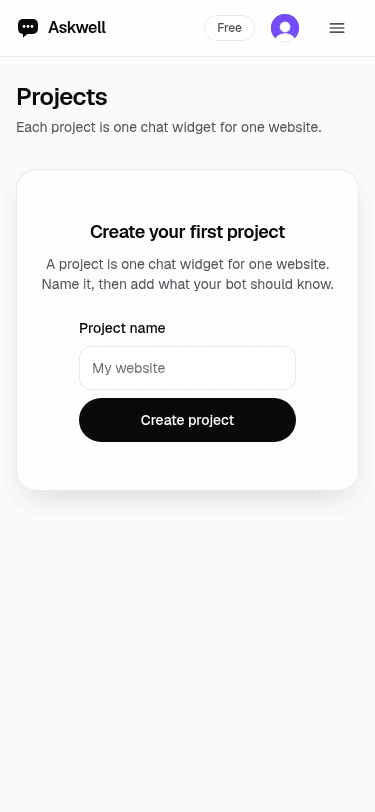 Askwell
Free
Projects
Each project is one chat widget for one website.
Create your first project
A project is one chat widget for one website.
Name it, then add what your bot should know.
Project name
My website
Create project